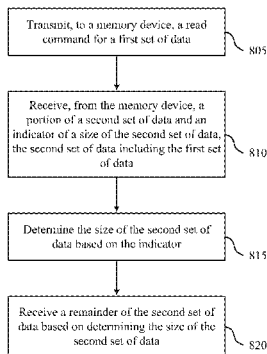 Transmit, to a memory device, a read
command for a first set of data
805
Receive, from the memory device, a
portion of a second set of data and an
indicator of a size of the second set of data,
the second set of data including the first
set of data
810
Determine the size of the second set of
data based on the indicator
815
Receive a remainder of the second set of
data based on determining the size of the
second set of data
820